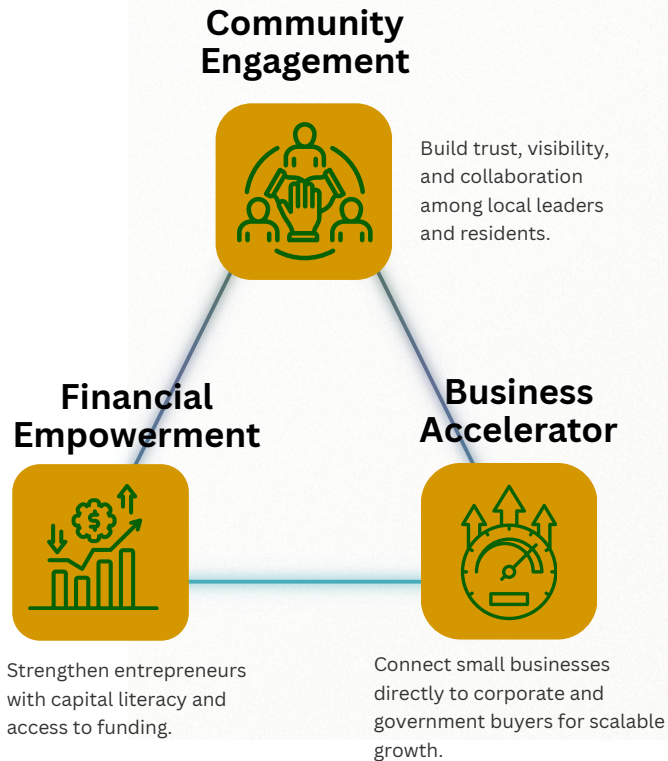 Community
Engagement
Build trust, visibility,
and collaboration
among local leaders
and residents.
Financial
Empowerment
$
Strengthen entrepreneurs
with capital literacy and
access to funding.
Business
Accelerator
Connect small businesses
directly to corporate and
government buyers for scalable
growth.